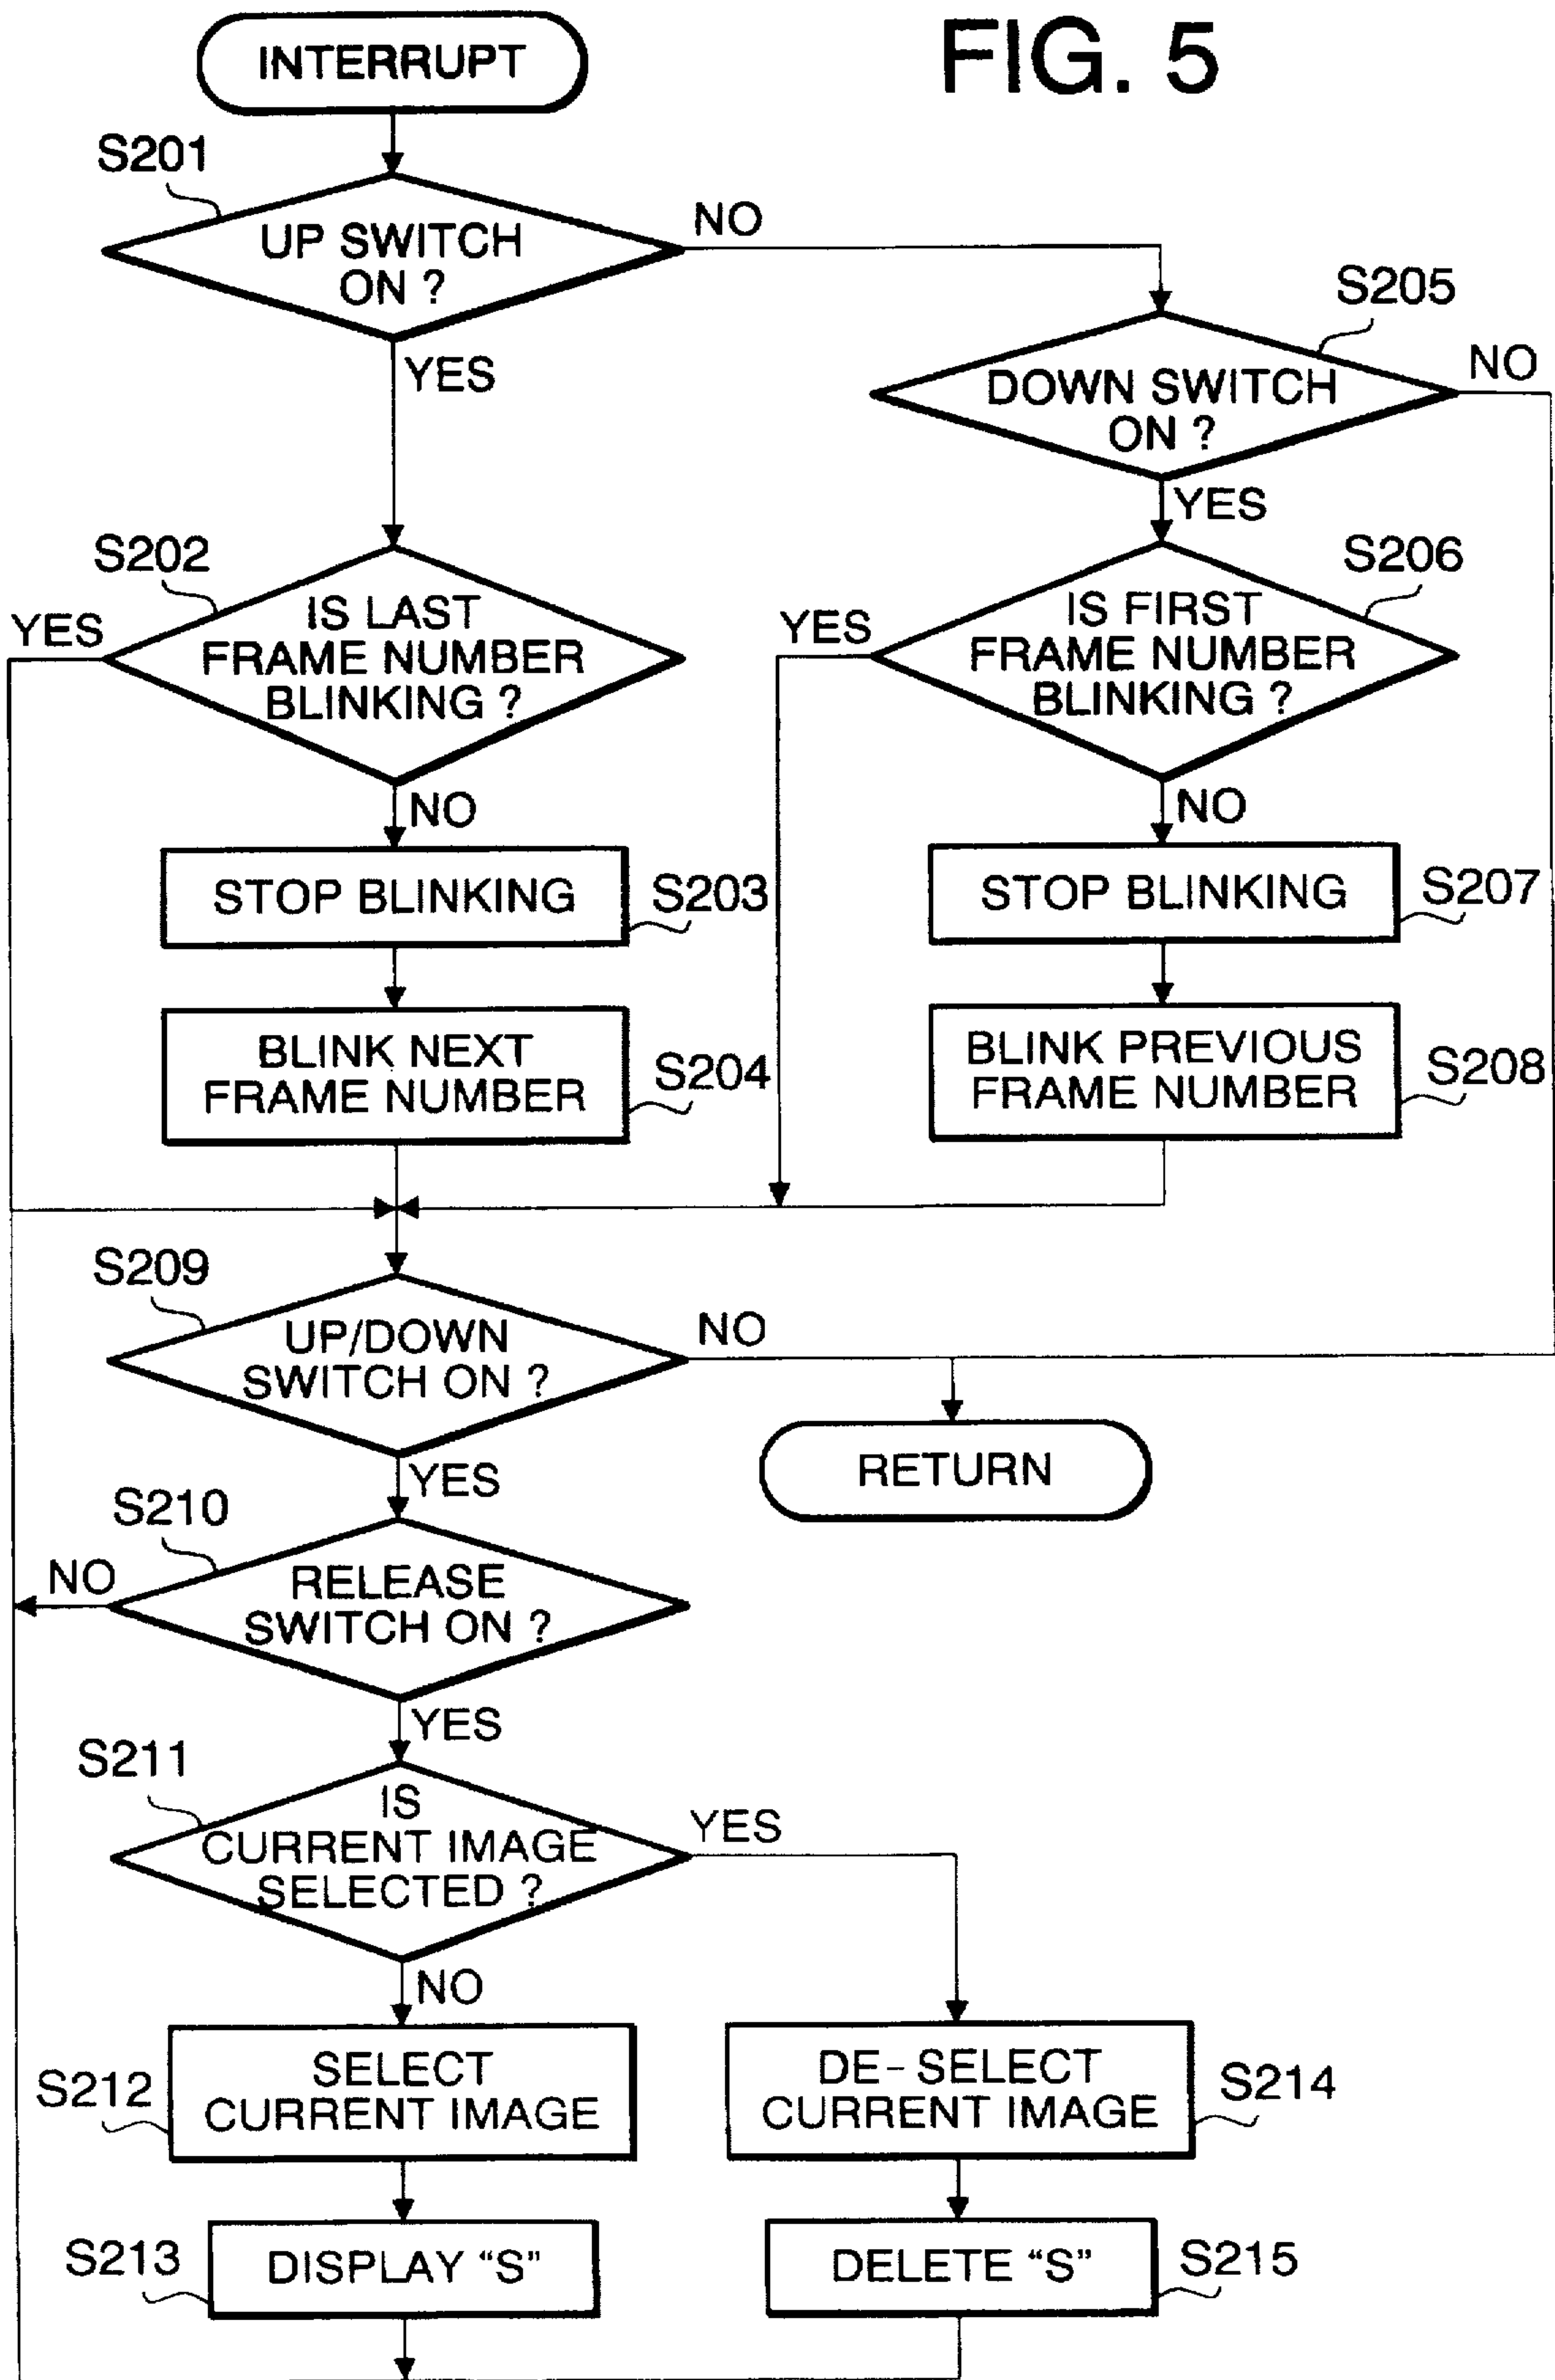 FIG. 5
INTERRUPT
S201
UP SWITCH
ON ?
NO
YES
S205
DOWN SWITCH
ON ?
NO
YES
S202
IS LAST
FRAME NUMBER
BLINKING ?
YES
NO
S206
IS FIRST
FRAME NUMBER
BLINKING ?
YES
NO
STOP BLINKING
S203
STOP BLINKING
S207
BLINK NEXT
FRAME NUMBER
S204
BLINK PREVIOUS
FRAME NUMBER
S208
S209
UP/DOWN
SWITCH ON ?
NO
YES
RETURN
S210
RELEASE
SWITCH ON ?
NO
YES
S211
IS
CURRENT IMAGE
SELECTED ?
YES
NO
S212
SELECT
CURRENT IMAGE
DE-SELECT
CURRENT IMAGE
S214
S213
DISPLAY “S”
DELETE “S”
S215